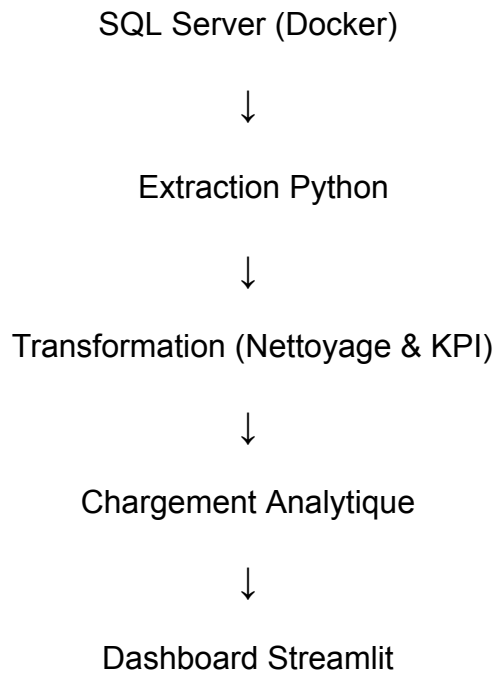 SQL Server (Docker)
↓
Extraction Python
↓
Transformation (Nettoyage & KPI)
↓
Chargement Analytique
↓
Dashboard Streamlit